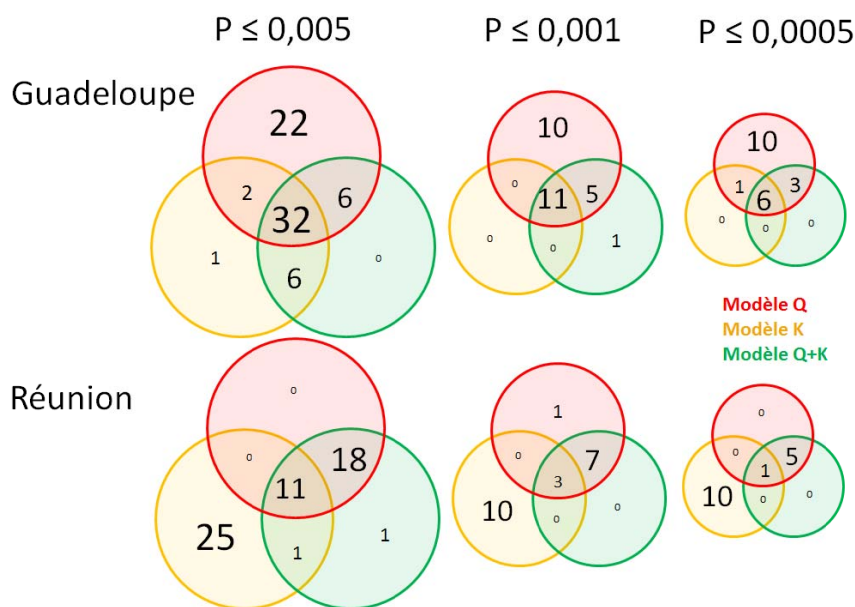 P ≤ 0,005 P ≤ 0,001 P ≤ 0,0005
Guadeloupe
22 10 10
2 6 0 5 1 3
32 11 6
1 0 0 1 0 0
6 0 0
Modèle Q
Modèle K
Modèle Q+K
Réunion
0 1 0
0 18 0 7 0 5
11 3 1
25 1 10 0 10 0
1 0 0